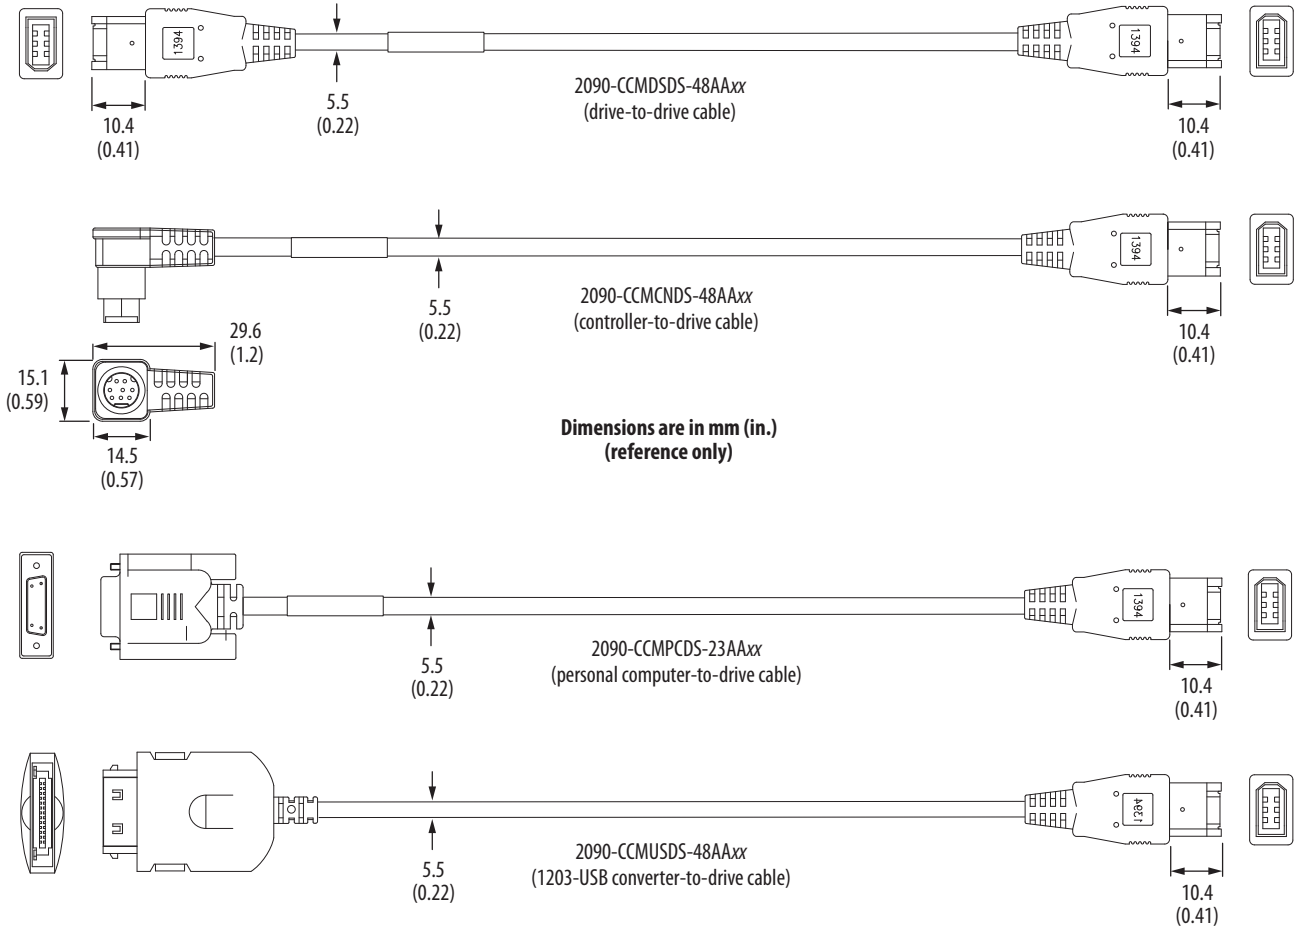 1394
1394
5.5
(0.22)
10.4
(0.41)
2090-CCMDSDS-48AAxx
(drive-to-drive cable)
10.4
(0.41)
1394
5.5
(0.22)
2090-CCMCNDS-48AAxx
(controller-to-drive cable)
10.4
(0.41)
29.6
(1.2)
15.1
(0.59)
14.5
(0.57)
Dimensions are in mm (in.)
(reference only)
1394
5.5
(0.22)
2090-CCMPCDS-23AAxx
(personal computer-to-drive cable)
10.4
(0.41)
1394
5.5
(0.22)
2090-CCMUSDS-48AAxx
(1203-USB converter-to-drive cable)
10.4
(0.41)